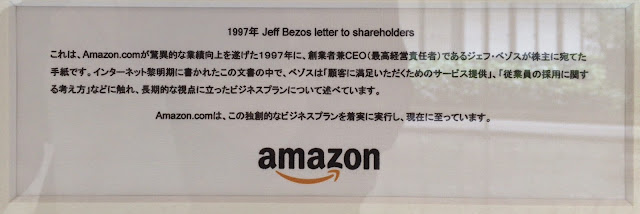 1997年 Jeff Bezos letter to shareholders
これは、Amazon.comが驚異的な業績向上を遂げた1997年に、創業者兼CEO(最高経営責任者)であるジェフ・ベゾスが株主に宛てた
手紙です。インターネット黎明期に書かれたこの文書の中で、ベゾスは「顧客に満足いただくためのサービス提供」、「従業員の採用に関す
る考え方」などに触れ、長期的な視点に立ったビジネスプランについて述べています。
Amazon.comは、この独創的なビジネスプランを着実に実行し、現在に至っています。
amazon